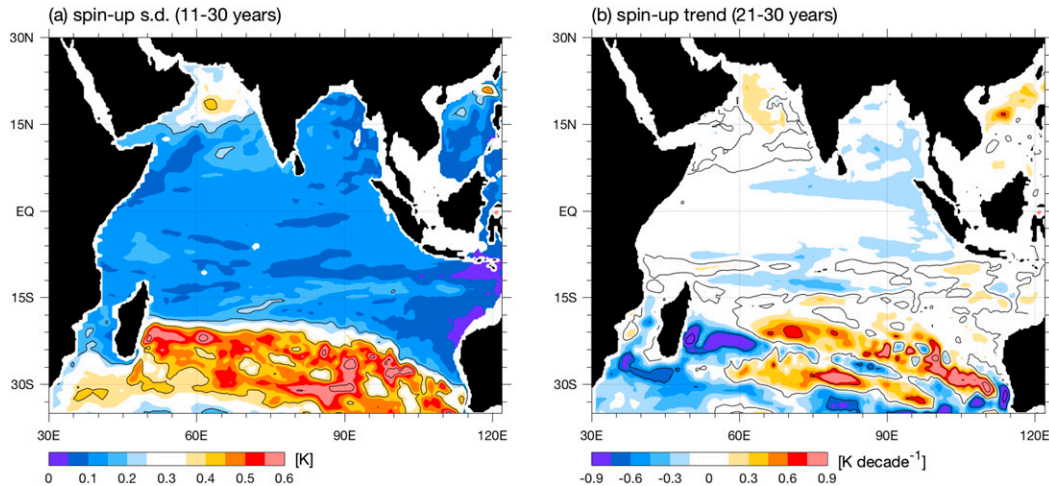 (a) spin-up s.d. (11-30 years)
30N
15N
EQ
15S
30S
30E 60E 90E 120E
0 0.1 0.2 0.3 0.4 0.5 0.6 [K]
(b) spin-up trend (21-30 years)
30N
15N
EQ
15S
30S
30E 60E 90E 120E
-0.9 -0.6 -0.3 0 0.3 0.6 0.9 [K decade⁻¹]